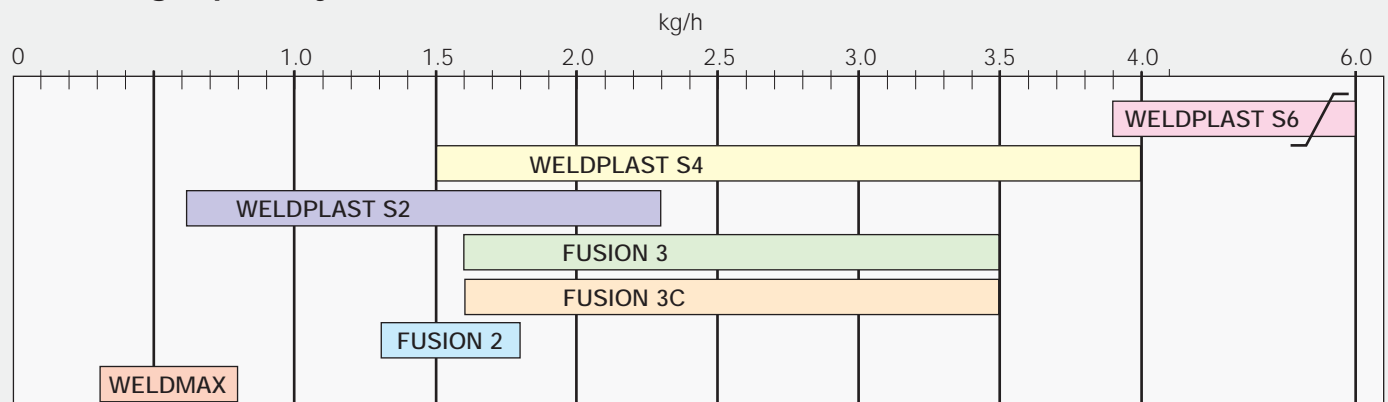 kg/h
0 1.0 1.5 2.0 2.5 3.0 3.5 4.0 6.0
WELDPLAST S6
WELDPLAST S4
WELDPLAST S2
FUSION 3
FUSION 3C
FUSION 2
WELDMAX